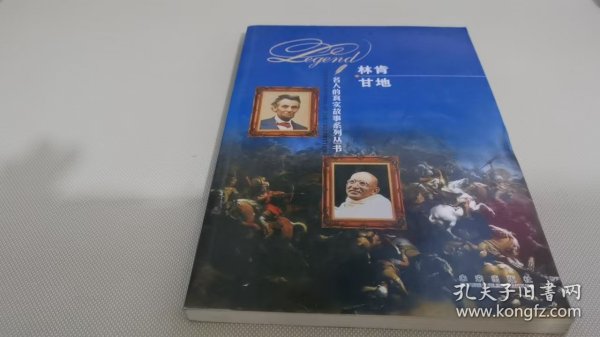 Legend
林肯
甘地
名人的真实故事系列丛书
孔夫子旧书网
www.kongfz.com